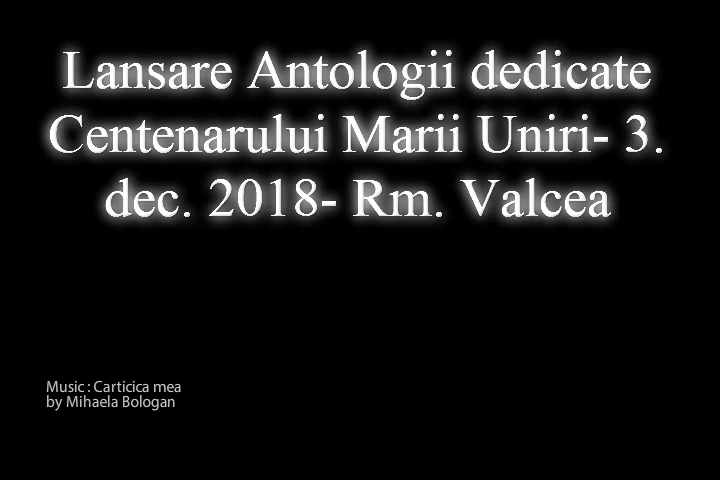 Lansare Antologii dedicate
Centenarului Marii Uniri- 3.
dec. 2018- Rm. Valcea
Music : Carticica mea
by Mihaela Bologan